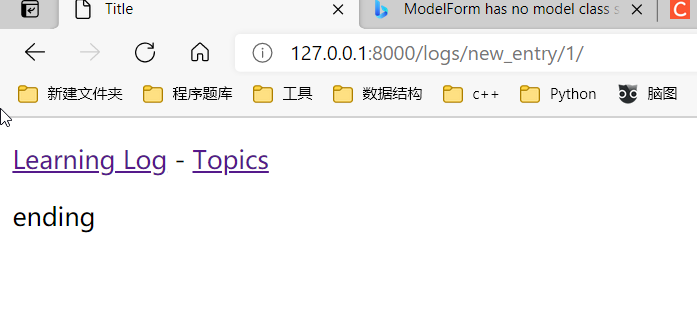 Title
ModelForm has no model class s
C
127.0.0.1:8000/logs/new_entry/1/
新建文件夹 程序题库 工具 数据结构 c++ Python 脑图
Learning Log - Topics
ending